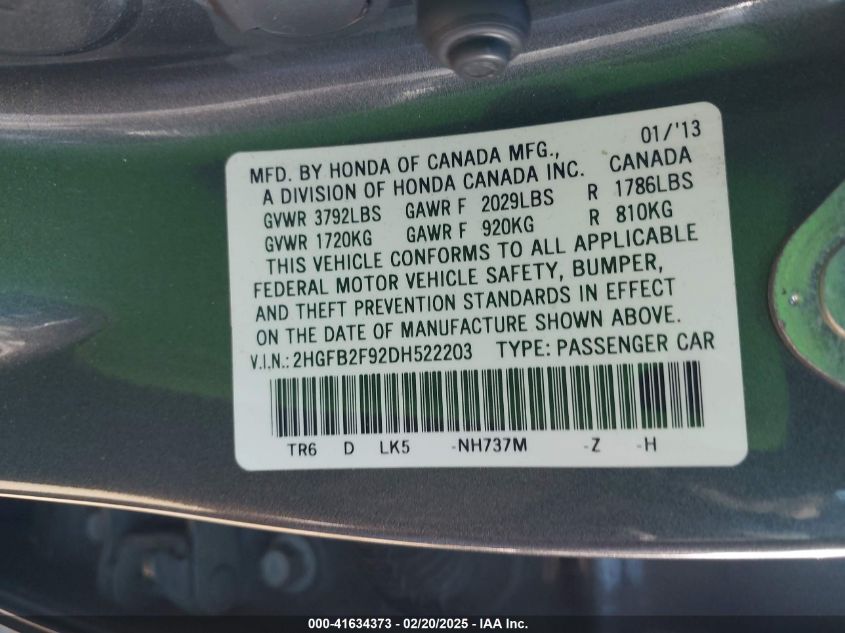 01/'13
MFD. BY HONDA OF CANADA MFG., CANADA
A DIVISION OF HONDA CANADA INC.
GVWR 3792LBS GAWR F 2029LBS R 1786LBS
GVWR 1720KG GAWR F 920KG R 810KG
THIS VEHICLE CONFORMS TO ALL APPLICABLE
FEDERAL MOTOR VEHICLE SAFETY, BUMPER,
AND THEFT PREVENTION STANDARDS IN EFFECT
ON THE DATE OF MANUFACTURE SHOWN ABOVE.
V.I.N.: 2HGFB2F92DH522203 TYPE: PASSENGER CAR
TR6 D LK5 -NH737M -Z -H
000-41634373 — 02/20/2025 — IAA Inc.